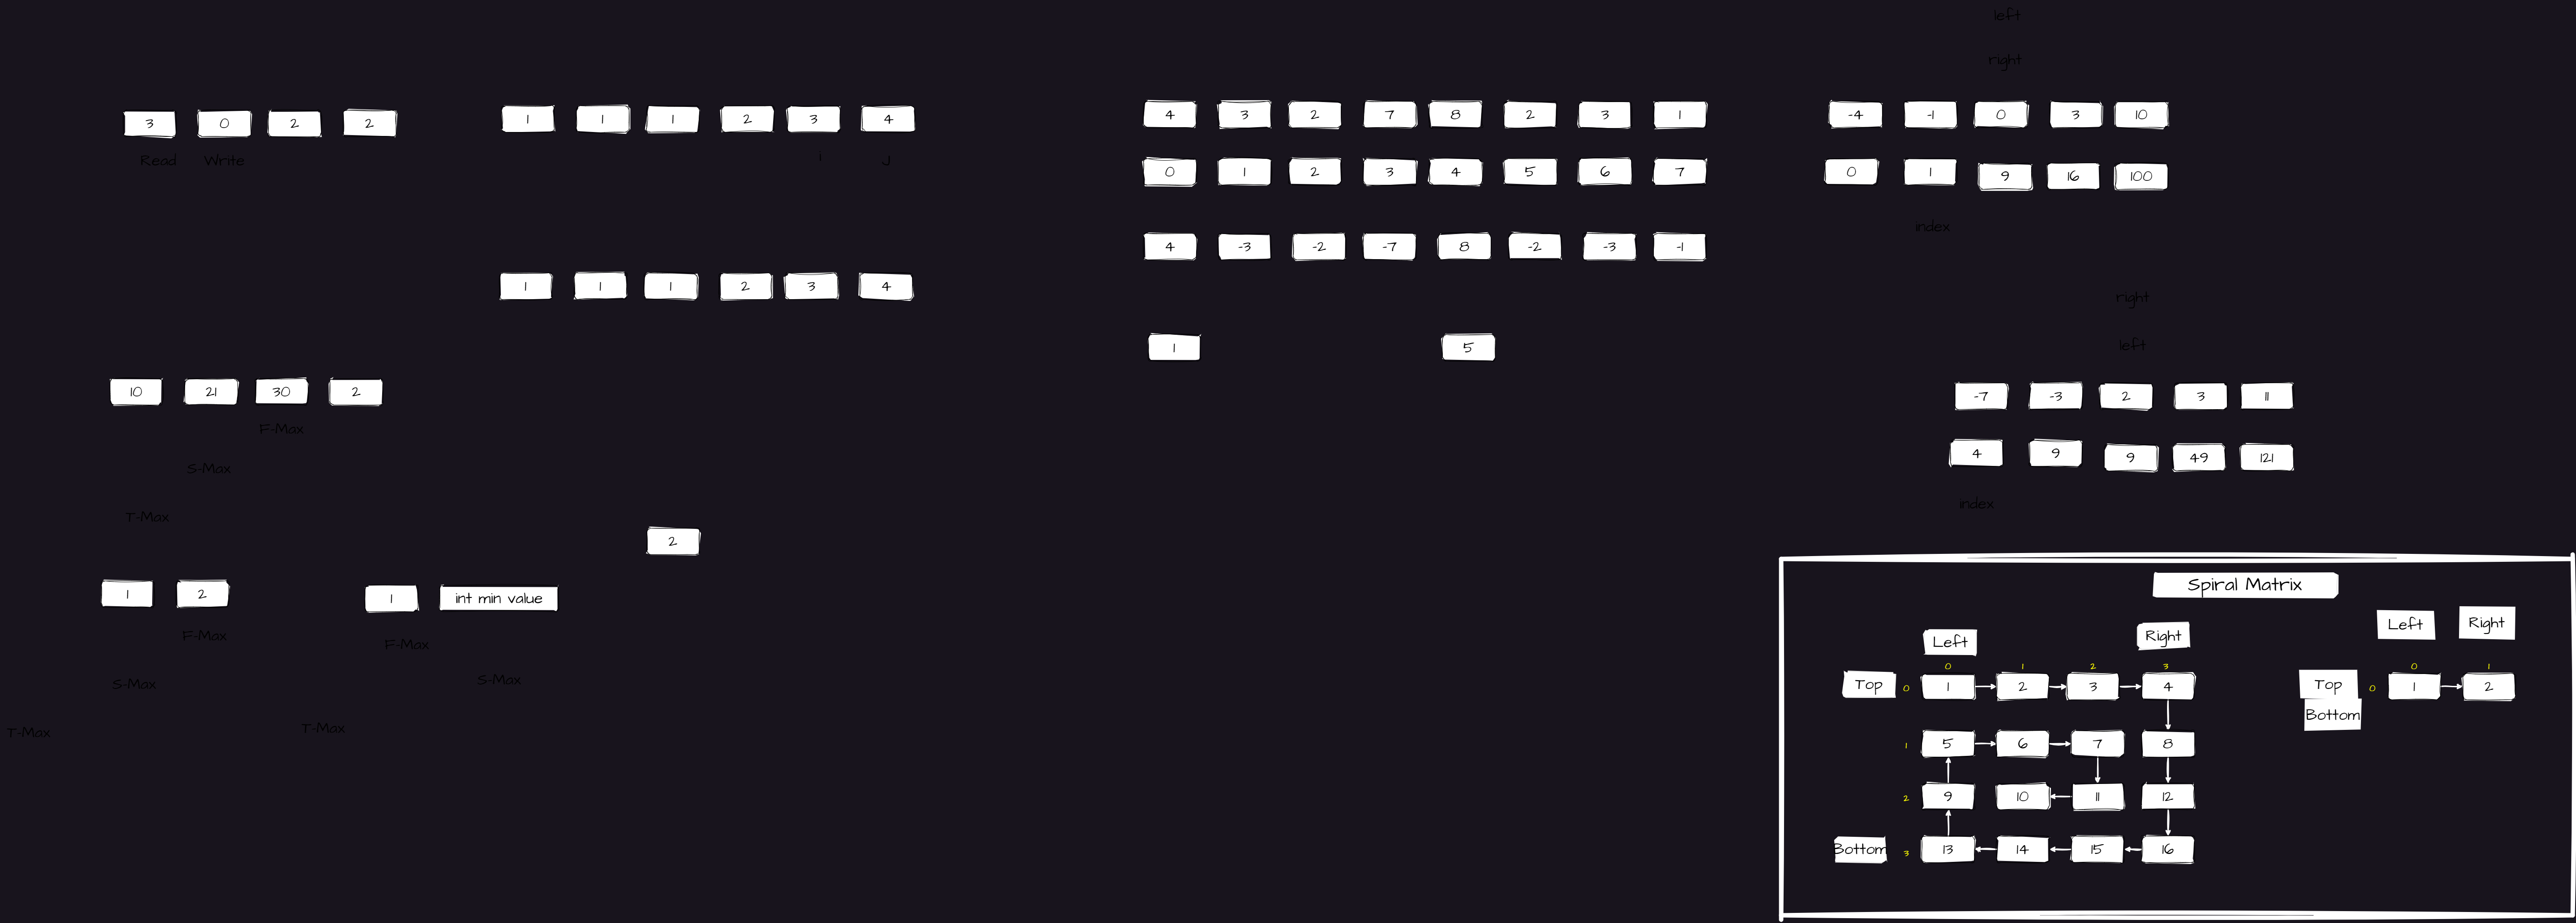 left
right
3 0 2 2
Read Write
1 1 1 2 3 4
i J
1 1 1 2 3 4
4 3 2 7 8 2 3 1
0 1 2 3 4 5 6 7
4 -3 -2 -7 8 -2 -3 -1
1 5
-4 -1 0 3 10
0 1 9 16 100
index
right
left
-7 -3 2 3 11
4 9 9 49 121
index
10 21 30 2
F-Max
S-Max
T-Max
2
1 2
F-Max
S-Max
T-Max
1 int min value
F-Max
S-Max
T-Max
Spiral Matrix
Left Right
0 1 2 3
Top 0 1 2 3 4
1 5 6 7 8
2 9 10 11 12
Bottom 3 13 14 15 16
Left Right
0 1
Top 0 1 2
Bottom